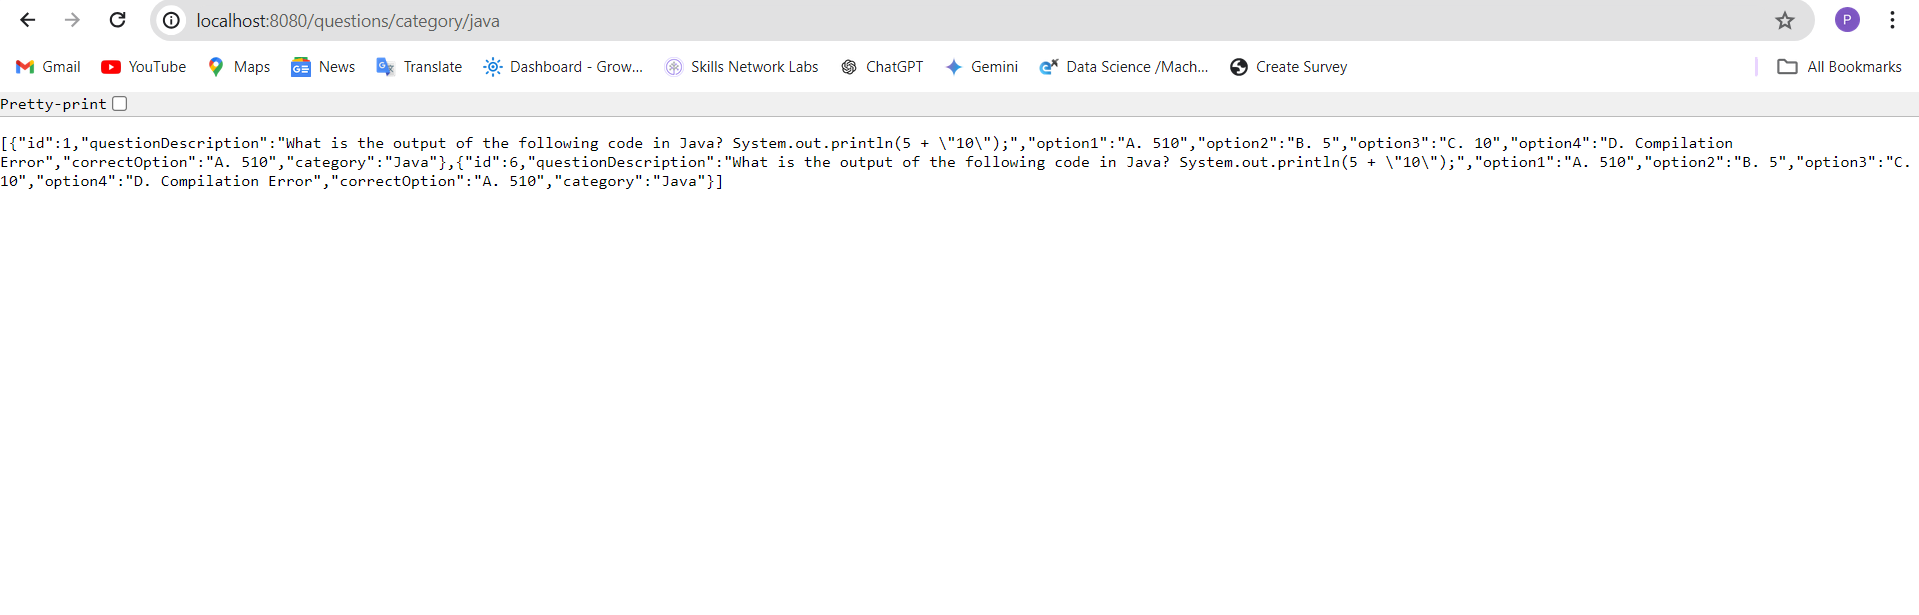 localhost:8080/questions/category/java
P
Gmail YouTube Maps News Translate Dashboard - Grow... Skills Network Labs ChatGPT Gemini Data Science /Mach... Create Survey All Bookmarks
Pretty-print
[{"id":1,"questionDescription":"What is the output of the following code in Java? System.out.println(5 + \"10\");","option1":"A. 510","option2":"B. 5","option3":"C. 10","option4":"D. Compilation
Error","correctOption":"A. 510","category":"Java"},{"id":6,"questionDescription":"What is the output of the following code in Java? System.out.println(5 + \"10\");","option1":"A. 510","option2":"B. 5","option3":"C.
10","option4":"D. Compilation Error","correctOption":"A. 510","category":"Java"}]